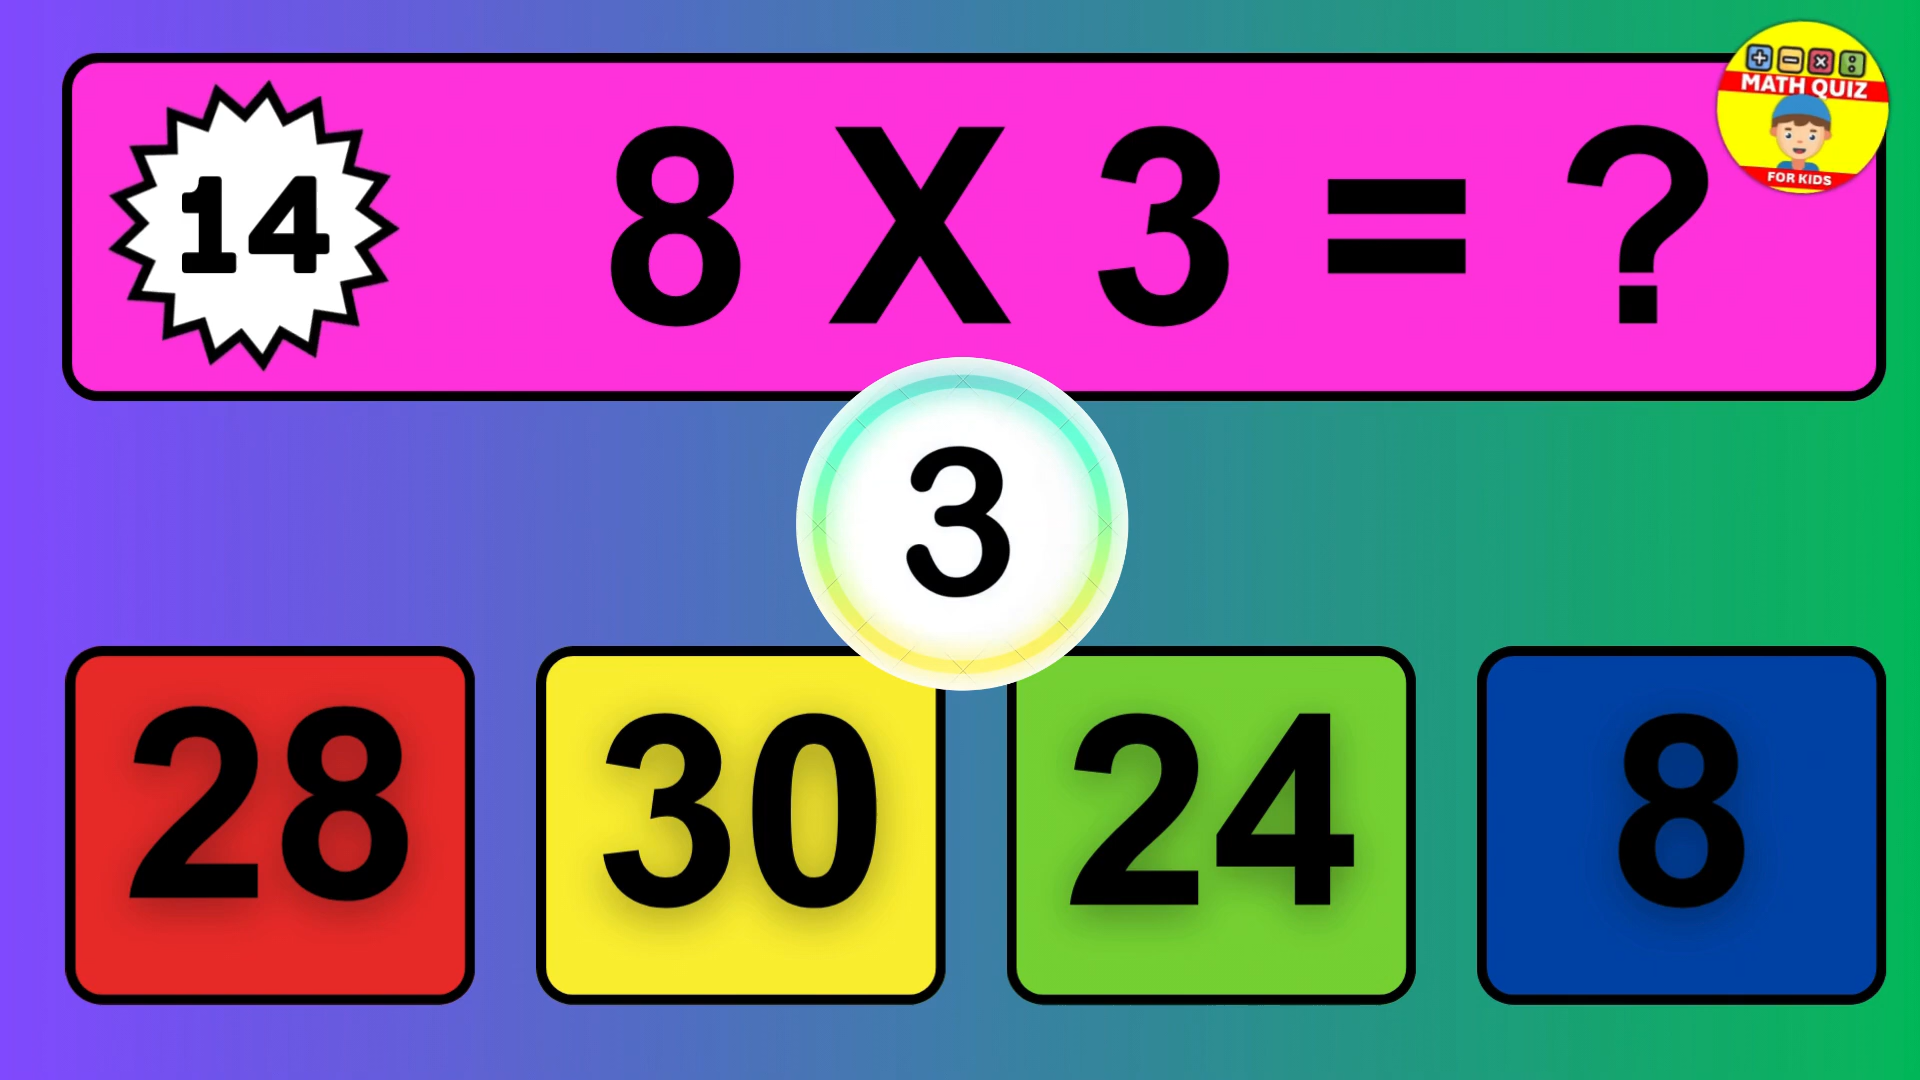 14
8 X 3 = ?
+ − × ÷
MATH QUIZ
FOR KIDS
3
28
30
24
8